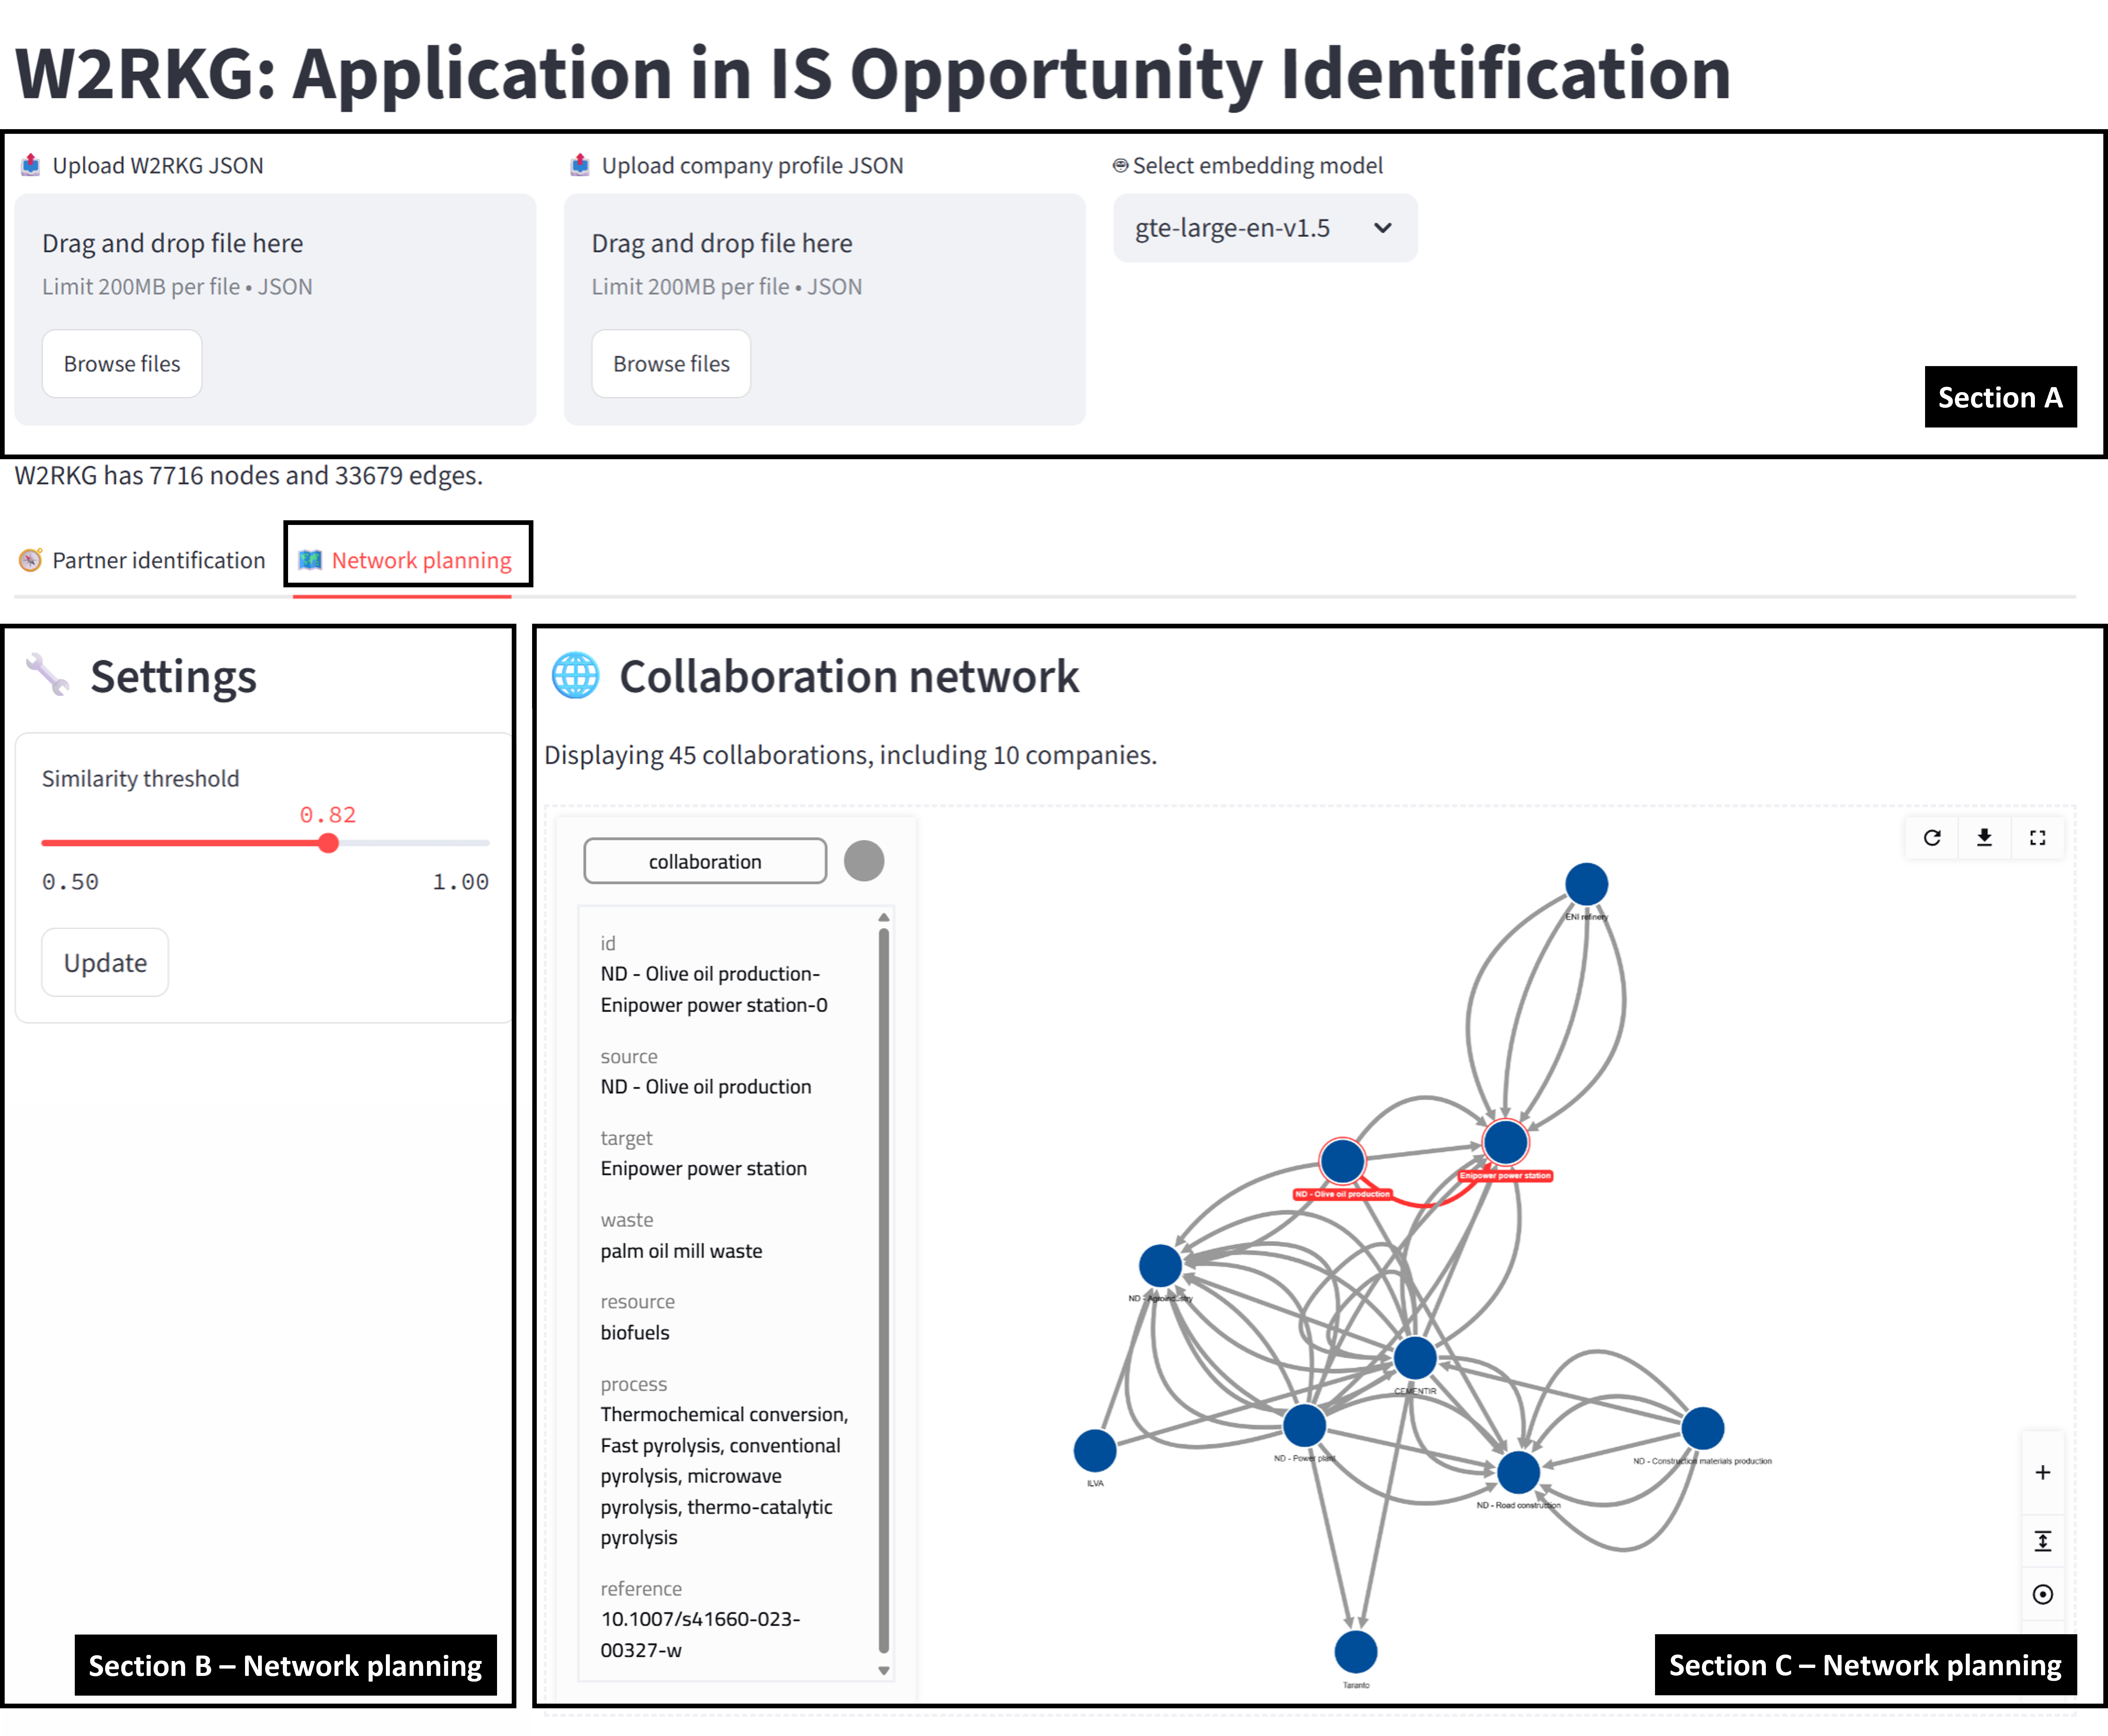 W2RKG: Application in IS Opportunity Identification
Upload W2RKG JSON
Drag and drop file here
Limit 200MB per file • JSON
Browse files
Upload company profile JSON
Drag and drop file here
Limit 200MB per file • JSON
Browse files
Select embedding model
gte-large-en-v1.5
Section A
W2RKG has 7716 nodes and 33679 edges.
Partner identification
Network planning
Settings
Similarity threshold
0.82
0.50
1.00
Update
Section B – Network planning
Collaboration network
Displaying 45 collaborations, including 10 companies.
collaboration
id
ND - Olive oil production-
Enipower power station-0
source
ND - Olive oil production
target
Enipower power station
waste
palm oil mill waste
resource
biofuels
process
Thermochemical conversion,
Fast pyrolysis, conventional
pyrolysis, microwave
pyrolysis, thermo-catalytic
pyrolysis
reference
10.1007/s41660-023-
00327-w
ENI refinery
Enipower power station
ND - Olive oil production
ND - Agroindustry
CEMENTIR
ND - Power plant
ND - Construction materials production
ILVA
ND - Road construction
Taranto
Section C – Network planning